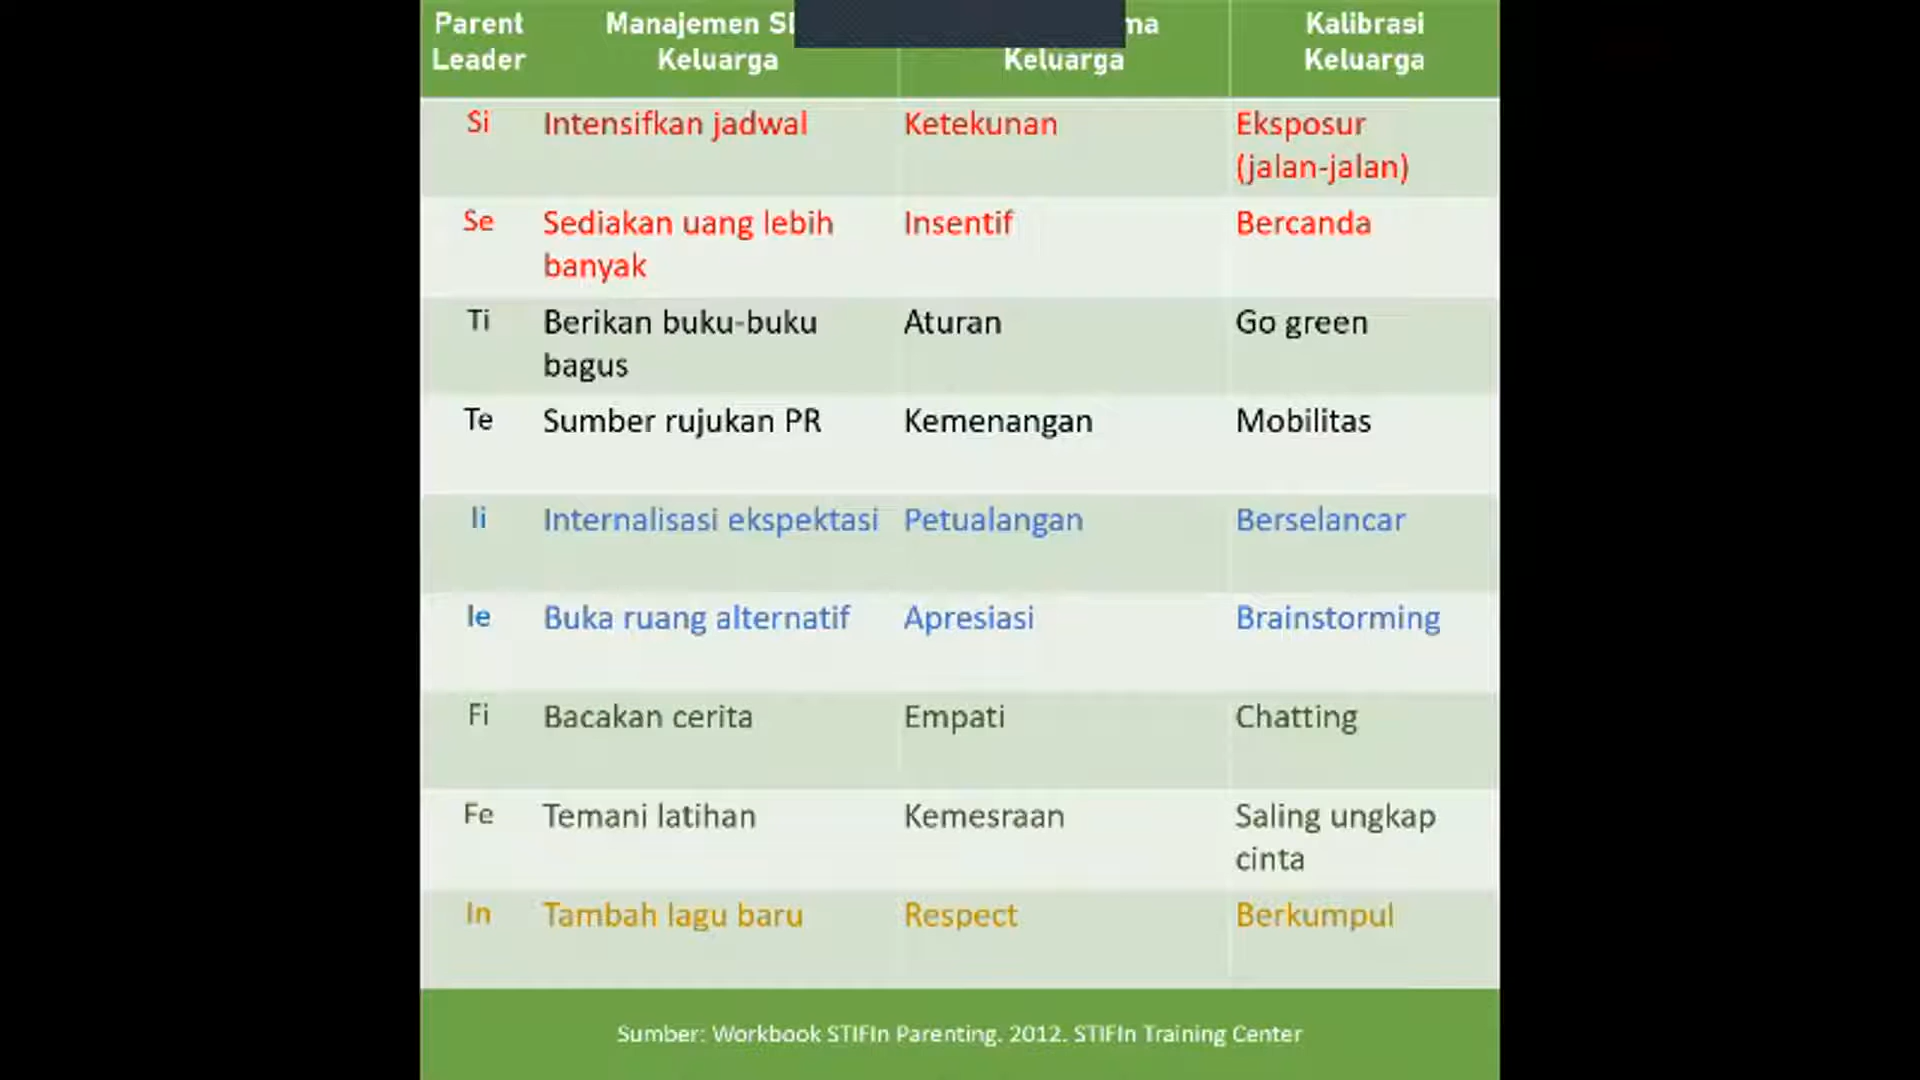 Parent Leader
Manajemen
Keluarga
Keluarga
Kalibrasi
Keluarga
Si Intensifkan jadwal Ketekunan Eksposur
(jalan-jalan)
Se Sediakan uang lebih Insentif Bercanda
banyak
Ti Berikan buku-buku Aturan Go green
bagus
Te Sumber rujukan PR Kemenangan Mobilitas
Ii Internalisasi ekspektasi Petualangan Berselancar
Ie Buka ruang alternatif Apresiasi Brainstorming
Fi Bacakan cerita Empati Chatting
Fe Temani latihan Kemesraan Saling ungkap
cinta
In Tambah lagu baru Respect Berkumpul
Sumber: Workbook STIFIn Parenting. 2012. STIFIn Training Center